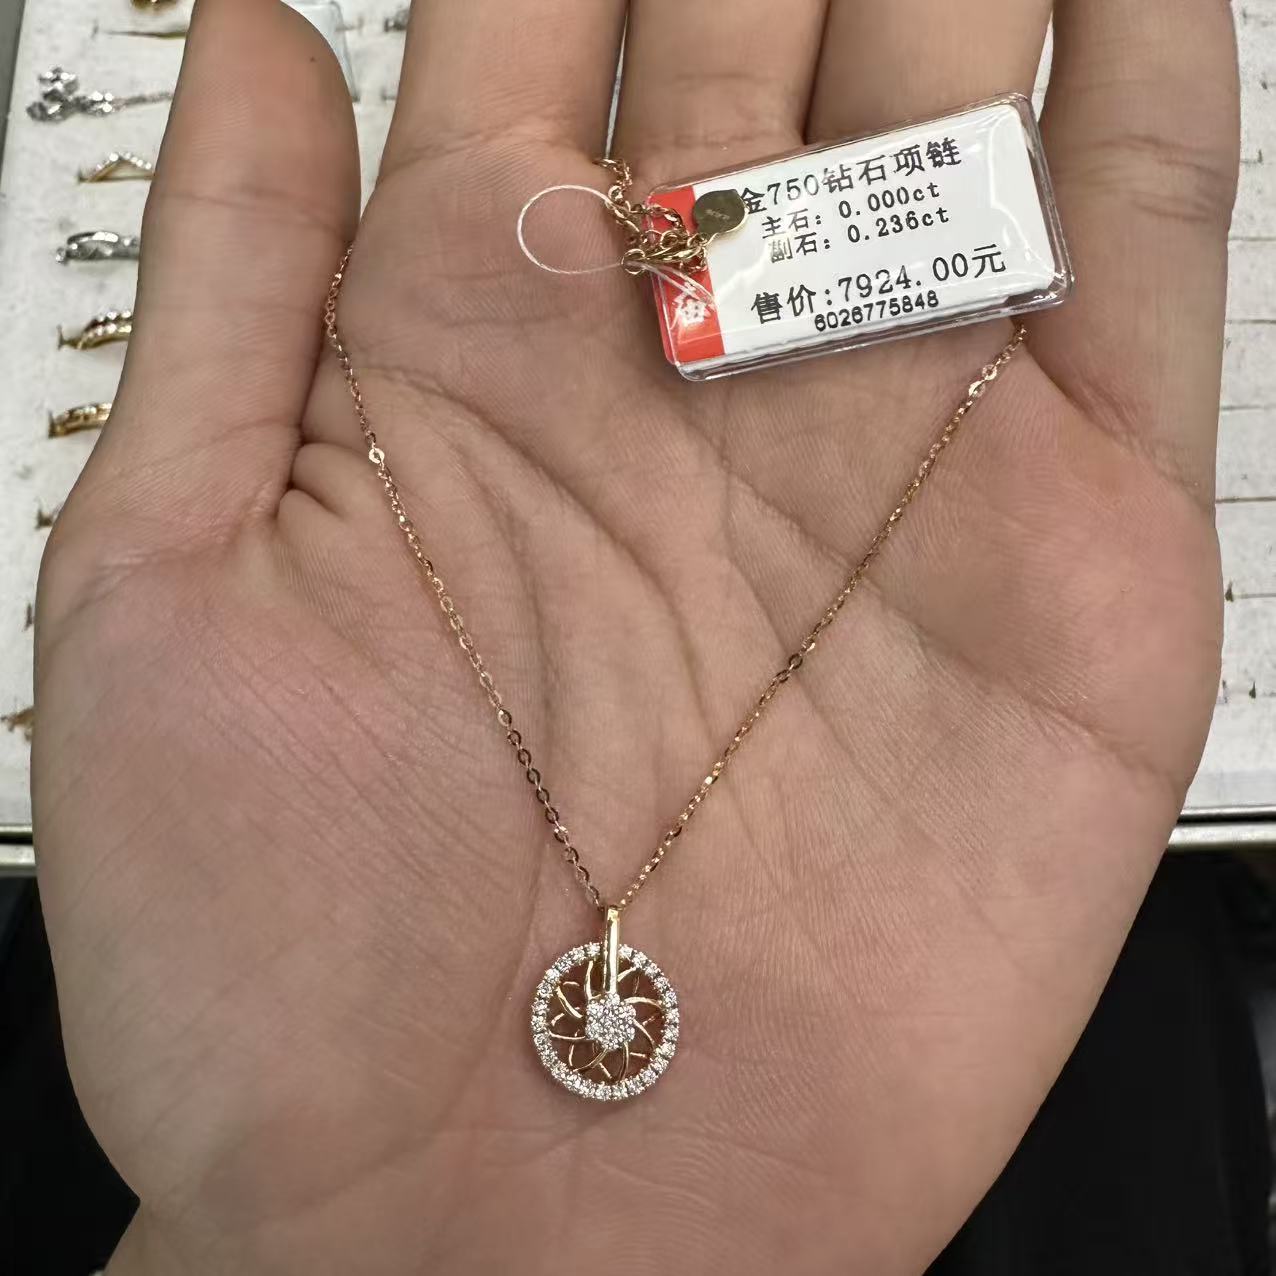 金750钻石项链
主石: 0.000ct
副石: 0.236ct
售价:7924.00元
6026775848